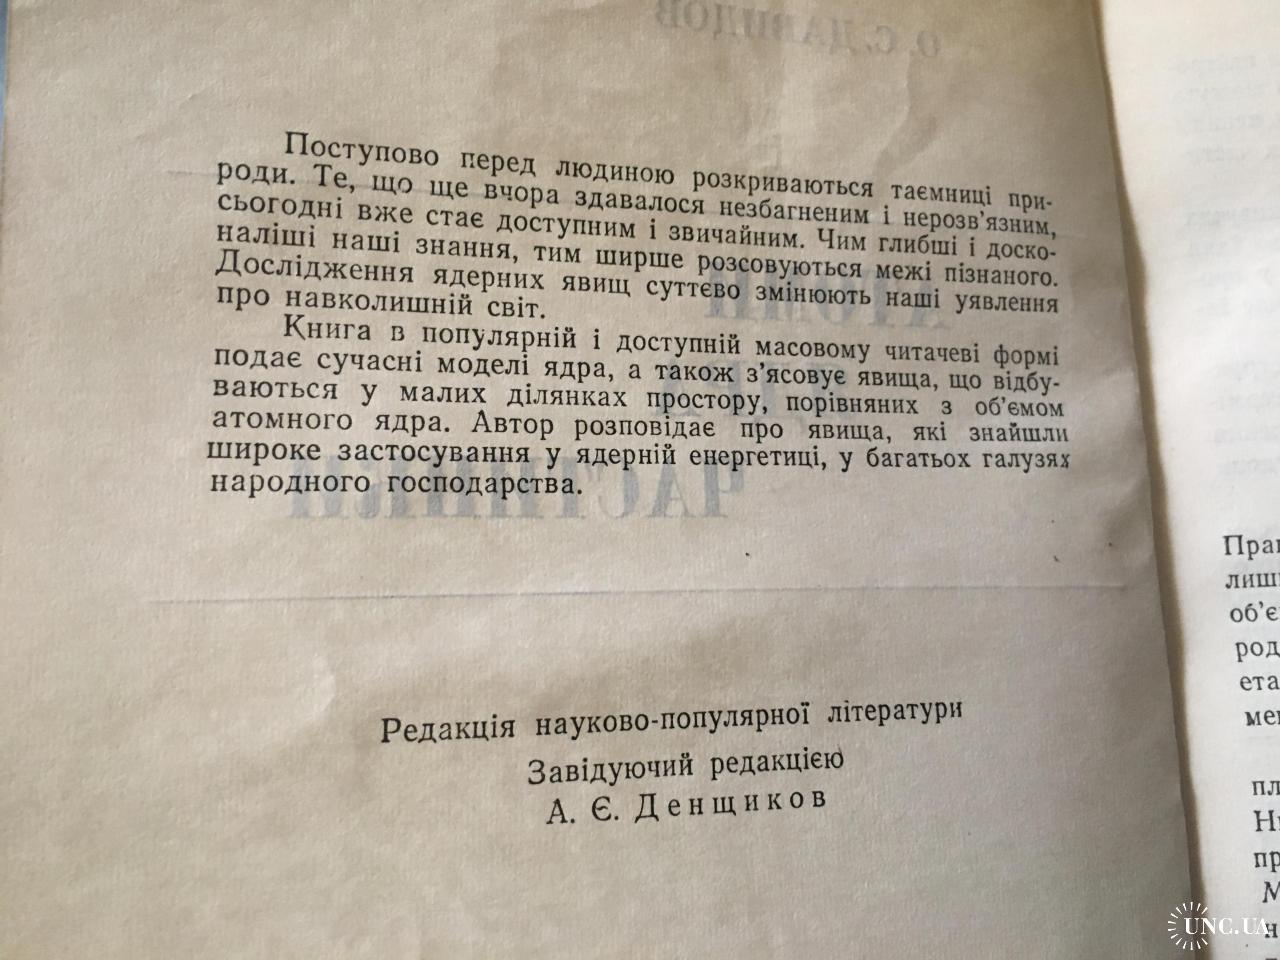 О. С. ДАВИДОВ
Поступово перед людиною розкриваються таємниці при-
роди. Те, що ще вчора здавалося незбагненим і нерозв'язним,
сьогодні вже стає доступним і звичайним. Чим глибші і доско-
наліші наші знання, тим ширше розсовуються межі пізнаного.
Дослідження ядерних явищ суттєво змінюють наші уявлення
про навколишній світ.
Книга в популярній і доступній масовому читачеві формі
подає сучасні моделі ядра, а також з'ясовує явища, що відбу-
ваються у малих ділянках простору, порівняних з об'ємом
атомного ядра. Автор розповідає про явища, які знайшли
широке застосування у ядерній енергетиці, у багатьох галузях
народного господарства.
ЧАСТИНКИ
Редакція науково-популярної літератури
Завідуючий редакцією
А. Є. Денщиков
UNC.UA